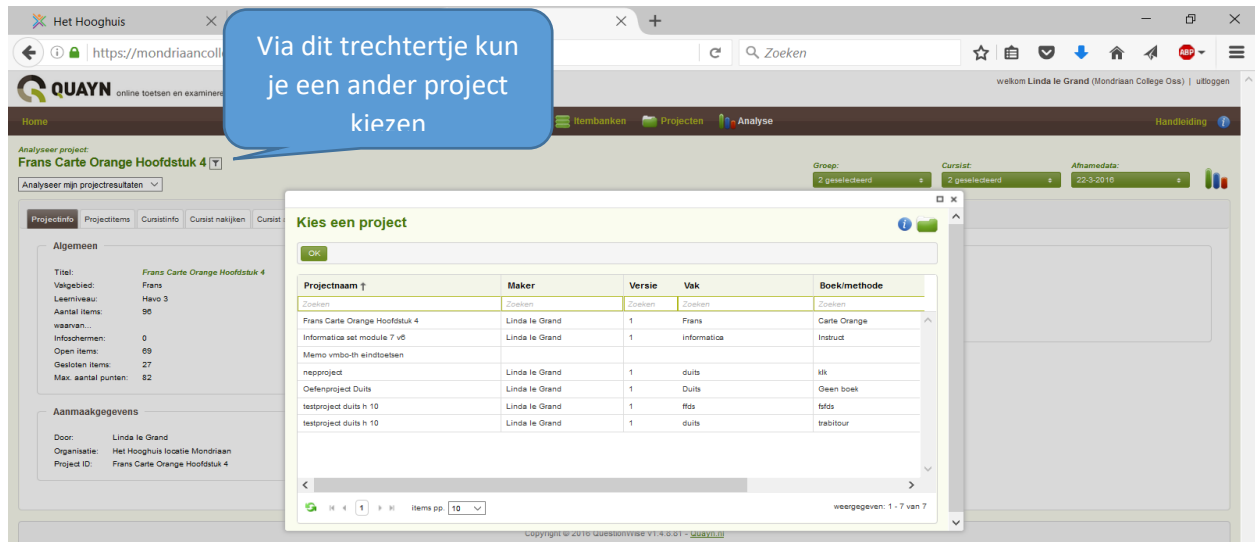 Het Hooghuis
Via dit trechtertje kun
je een ander project
kiezen
https://mondriaancoll
Zoeken
ABP
QUAYN online toetsen en examinere
welkom Linda le Grand (Mondriaan College Oss) | uitloggen
Home
Itembanken Projecten Analyse
Handleiding
Analyseer project:
Frans Carte Orange Hoofdstuk 4
Analyseer mijn projectresultaten
Groep: Cursist: Afnamedata:
2 geselecteerd 2 geselecteerd 22-3-2016
Projectinfo Projectitems Cursistinfo Cursist nakijken Cursist
Algemeen
Titel: Frans Carte Orange Hoofdstuk 4
Vakgebied: Frans
Leerniveau: Havo 3
Aantal items: 96
waarvan...
Infoschermen: 0
Open items: 69
Gesloten items: 27
Max. aantal punten: 82
Aanmaakgegevens
Door: Linda le Grand
Organisatie: Het Hooghuis locatie Mondriaan
Project ID: Frans Carte Orange Hoofdstuk 4
Kies een project
OK
Projectnaam Maker Versie Vak Boek/methode
Zoeken Zoeken Zoeken Zoeken Zoeken
Frans Carte Orange Hoofdstuk 4 Linda le Grand 1 Frans Carte Orange
Informatica set module 7 v6 Linda le Grand 1 informatica Instruct
Memo vmbo-th eindtoetsen
nepproject Linda le Grand 1 duits klk
Oefenproject Duits Linda le Grand 1 Duits Geen boek
testproject duits h 10 Linda le Grand 1 ffds fsfds
testproject duits h 10 Linda le Grand 1 duits trabitour
1 items pp. 10 weergegeven: 1 - 7 van 7
Copyright © 2016 QuestionWise v1.4.8.61 - Quayn.nl